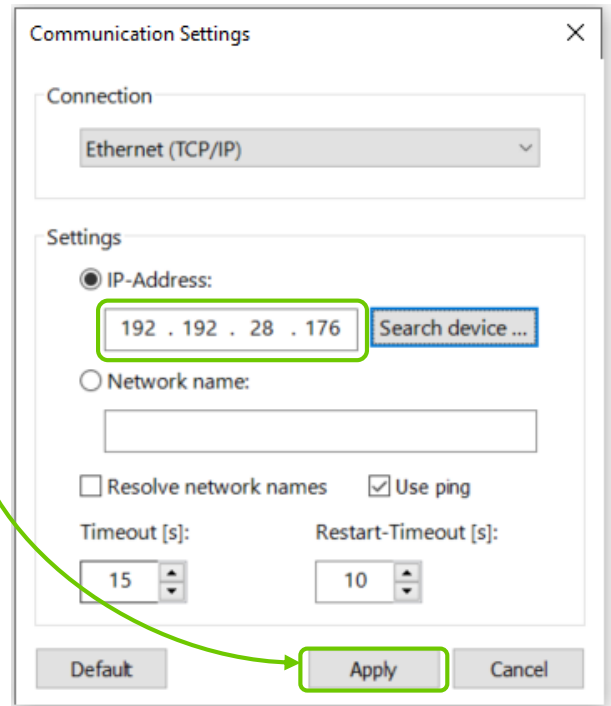 Communication Settings
Connection
Ethernet (TCP/IP)
Settings
IP-Address:
192 . 192 . 28 . 176 Search device ...
Network name:
Resolve network names Use ping
Timeout [s]: Restart-Timeout [s]:
15 10
Default Apply Cancel